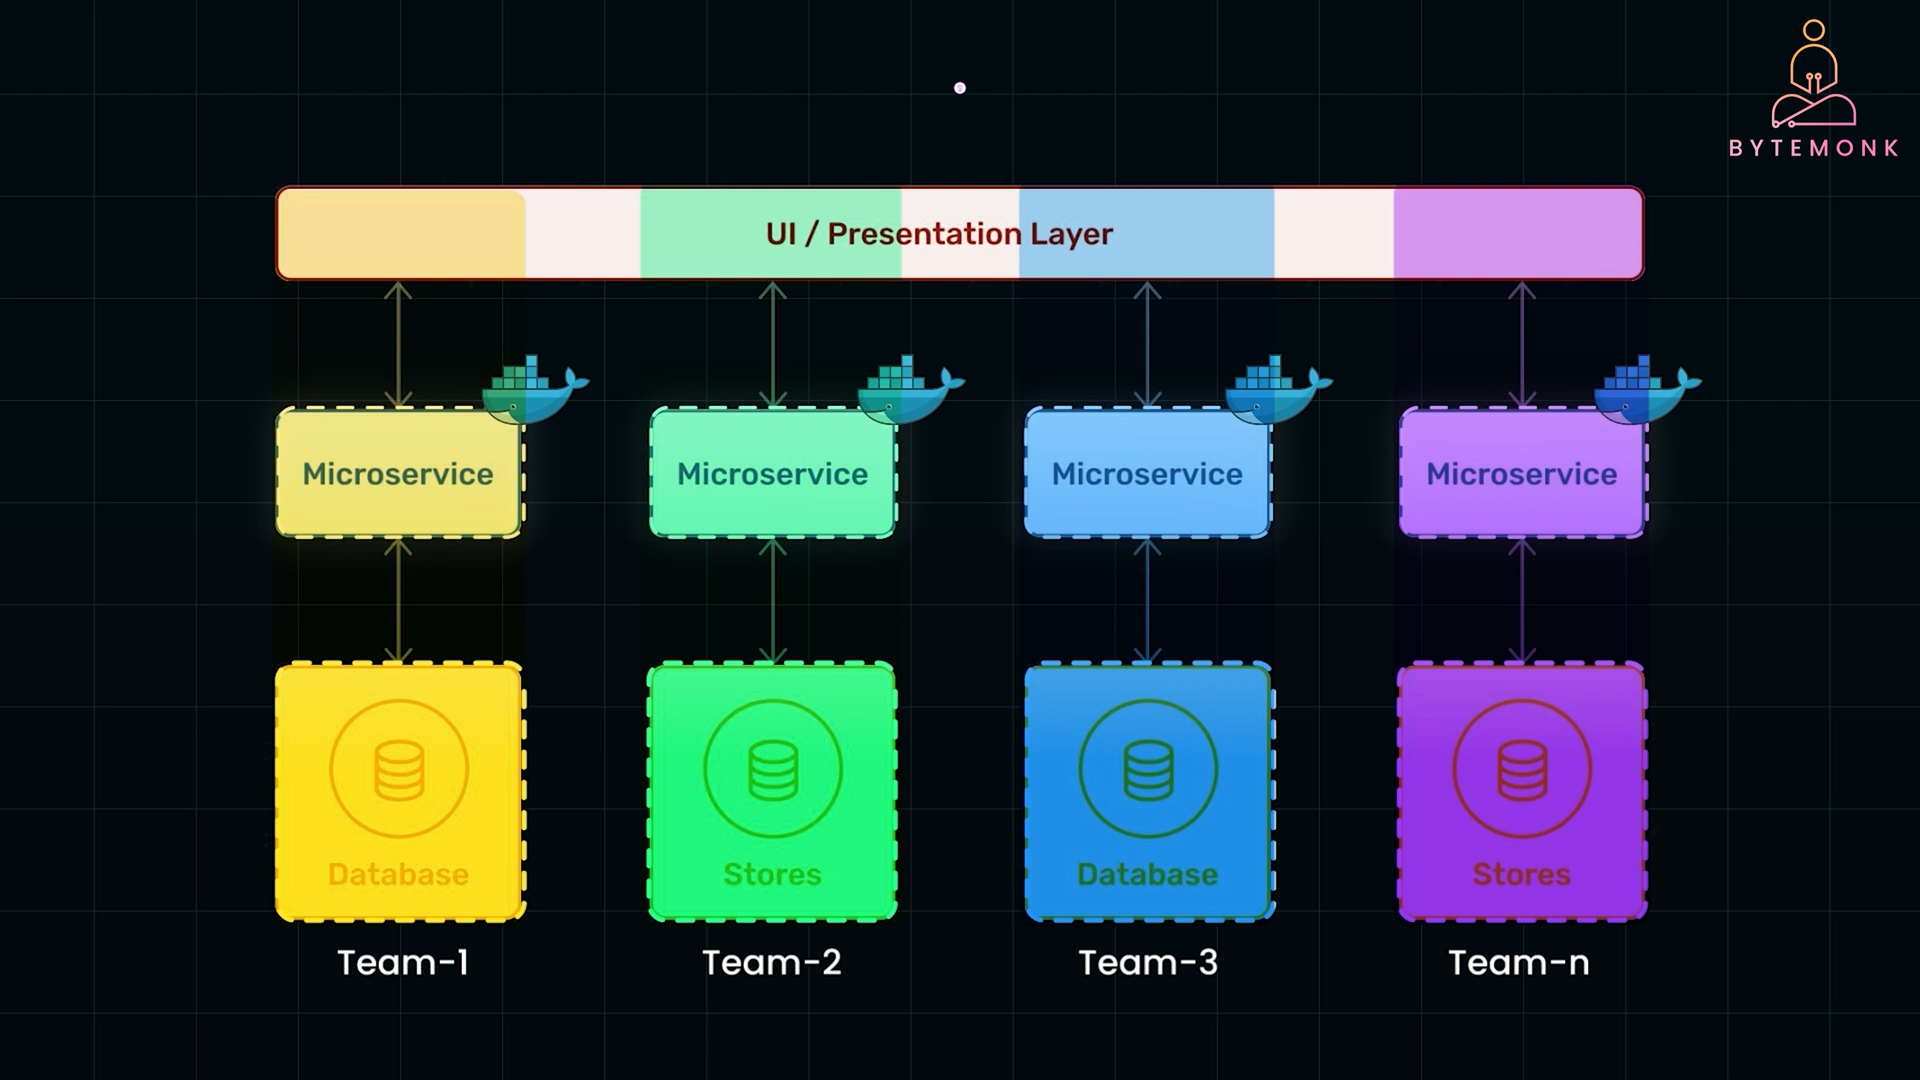 BYTEMONK
UI / Presentation Layer
Microservice
Microservice
Microservice
Microservice
Database
Stores
Database
Stores
Team-1
Team-2
Team-3
Team-n